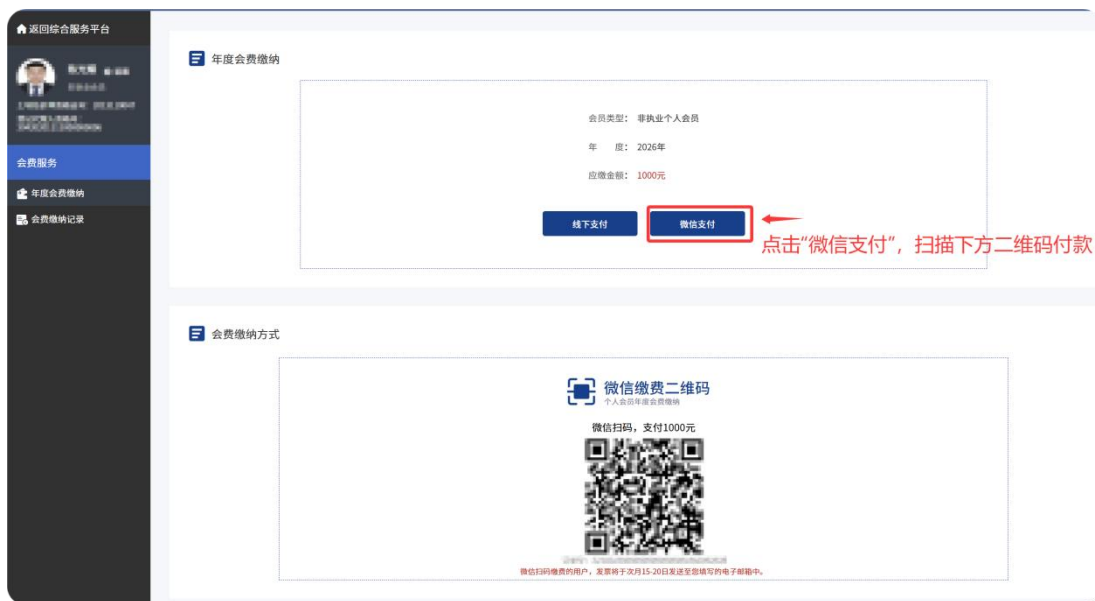 返回综合服务平台
会费服务
年度会费缴纳
会费缴纳记录
年度会费缴纳
会员类型： 非执业个人会员
年 度： 2026年
应缴金额： 1000元
线下支付
微信支付
点击“微信支付”，扫描下方二维码付款
会费缴纳方式
微信缴费二维码
个人会员年度会费缴纳
微信扫码，支付1000元
微信扫码缴费的用户，发票将于次月15-20日发送至您填写的电子邮箱中。